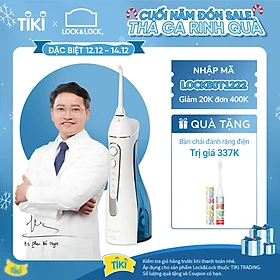 TIKI
LOCK&LOCK
CUỐI NĂM ĐÓN SALE
THẢ GA RINH QUÀ
ĐẶC BIỆT 12.12 - 14.12
NHẬP MÃ
Giảm 20K đơn 400K
QUÀ TẶNG
Bàn chải đánh răng điện
Trị giá 337K
TIKI
Kiểm tra giỏ hàng trước khi thanh toán nhé.
Áp dụng cho sản phẩm Lock&Lock thuộc TIKI TRADING.
Số lượng quà tặng và Coupon có hạn.